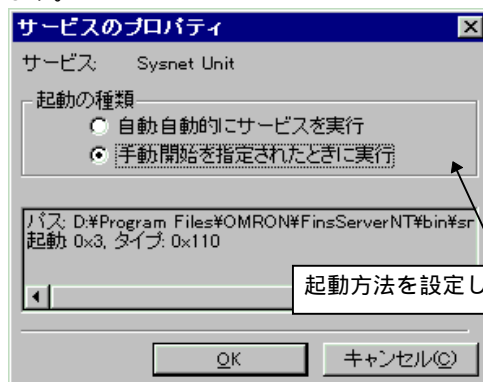 サービスのプロパティ
サービス: Sysnet Unit
起動の種類
自動:自動的にサービスを実行
手動:開始を指定されたときに実行
パス: D:¥Program Files¥OMRON¥FinsServerNT¥bin¥sr
起動: 0x3, タイプ: 0x110
起動方法を設定し
OK
キャンセル(C)